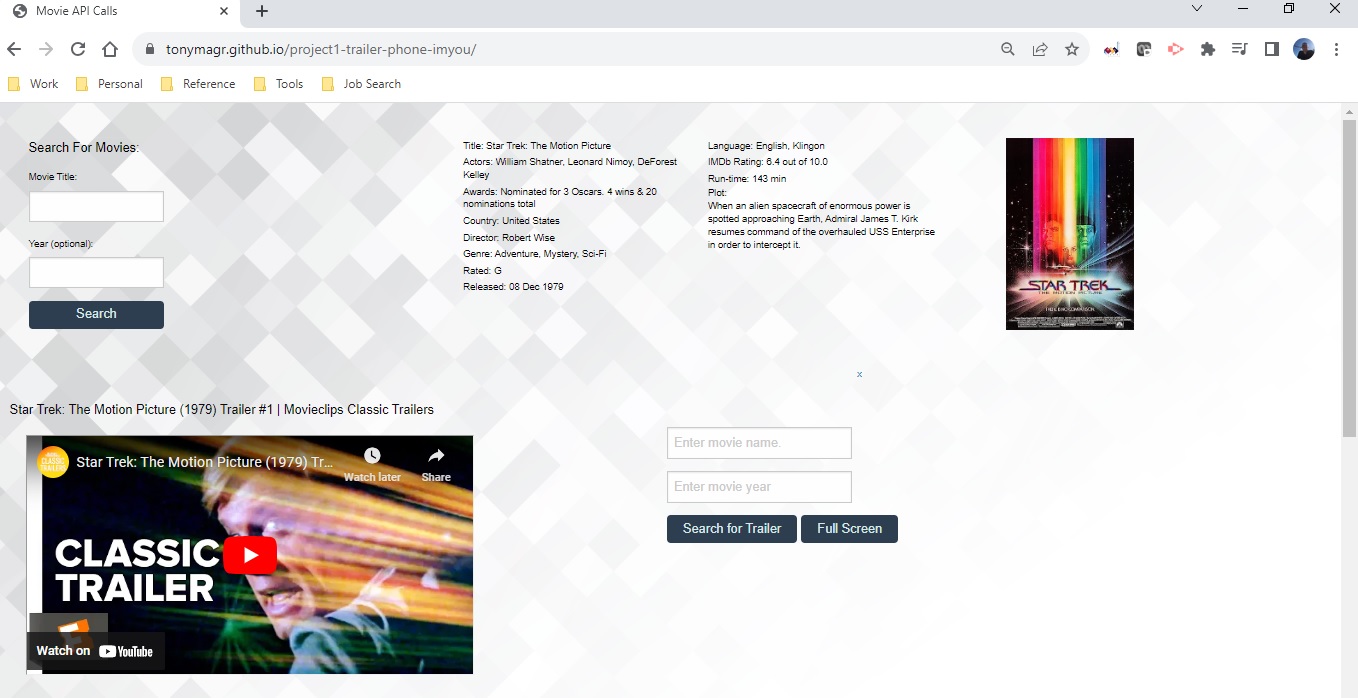 Movie API Calls
tonymagr.github.io/project1-trailer-phone-imyou/
Work
Personal
Reference
Tools
Job Search
Search For Movies:
Movie Title:
Year (optional):
Search
Title: Star Trek: The Motion Picture
Actors: William Shatner, Leonard Nimoy, DeForest
Kelley
Awards: Nominated for 3 Oscars. 4 wins & 20
nominations total
Country: United States
Director: Robert Wise
Genre: Adventure, Mystery, Sci-Fi
Rated: G
Released: 08 Dec 1979
Language: English, Klingon
IMDb Rating: 6.4 out of 10.0
Run-time: 143 min
Plot:
When an alien spacecraft of enormous power is
spotted approaching Earth, Admiral James T. Kirk
resumes command of the overhauled USS Enterprise
in order to intercept it.
STAR TREK
THE MOTION PICTURE
x
Star Trek: The Motion Picture (1979) Trailer #1 | Movieclips Classic Trailers
Star Trek: The Motion Picture (1979) Tr...
Watch later
Share
CLASSIC
TRAILER
Watch on YouTube
Enter movie name.
Enter movie year
Search for Trailer
Full Screen